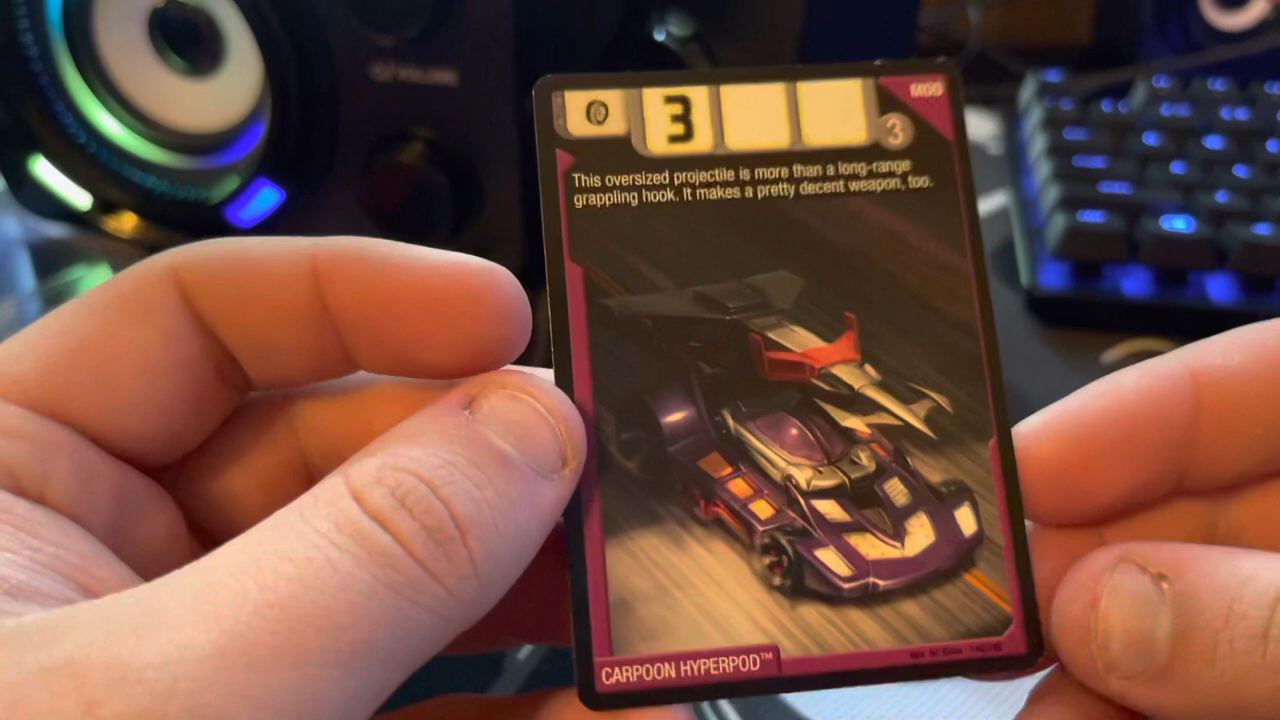 VOLUME
MOD
3
3
This oversized projectile is more than a long-range
grappling hook. It makes a pretty decent weapon, too.
CARPOON HYPERPOD™